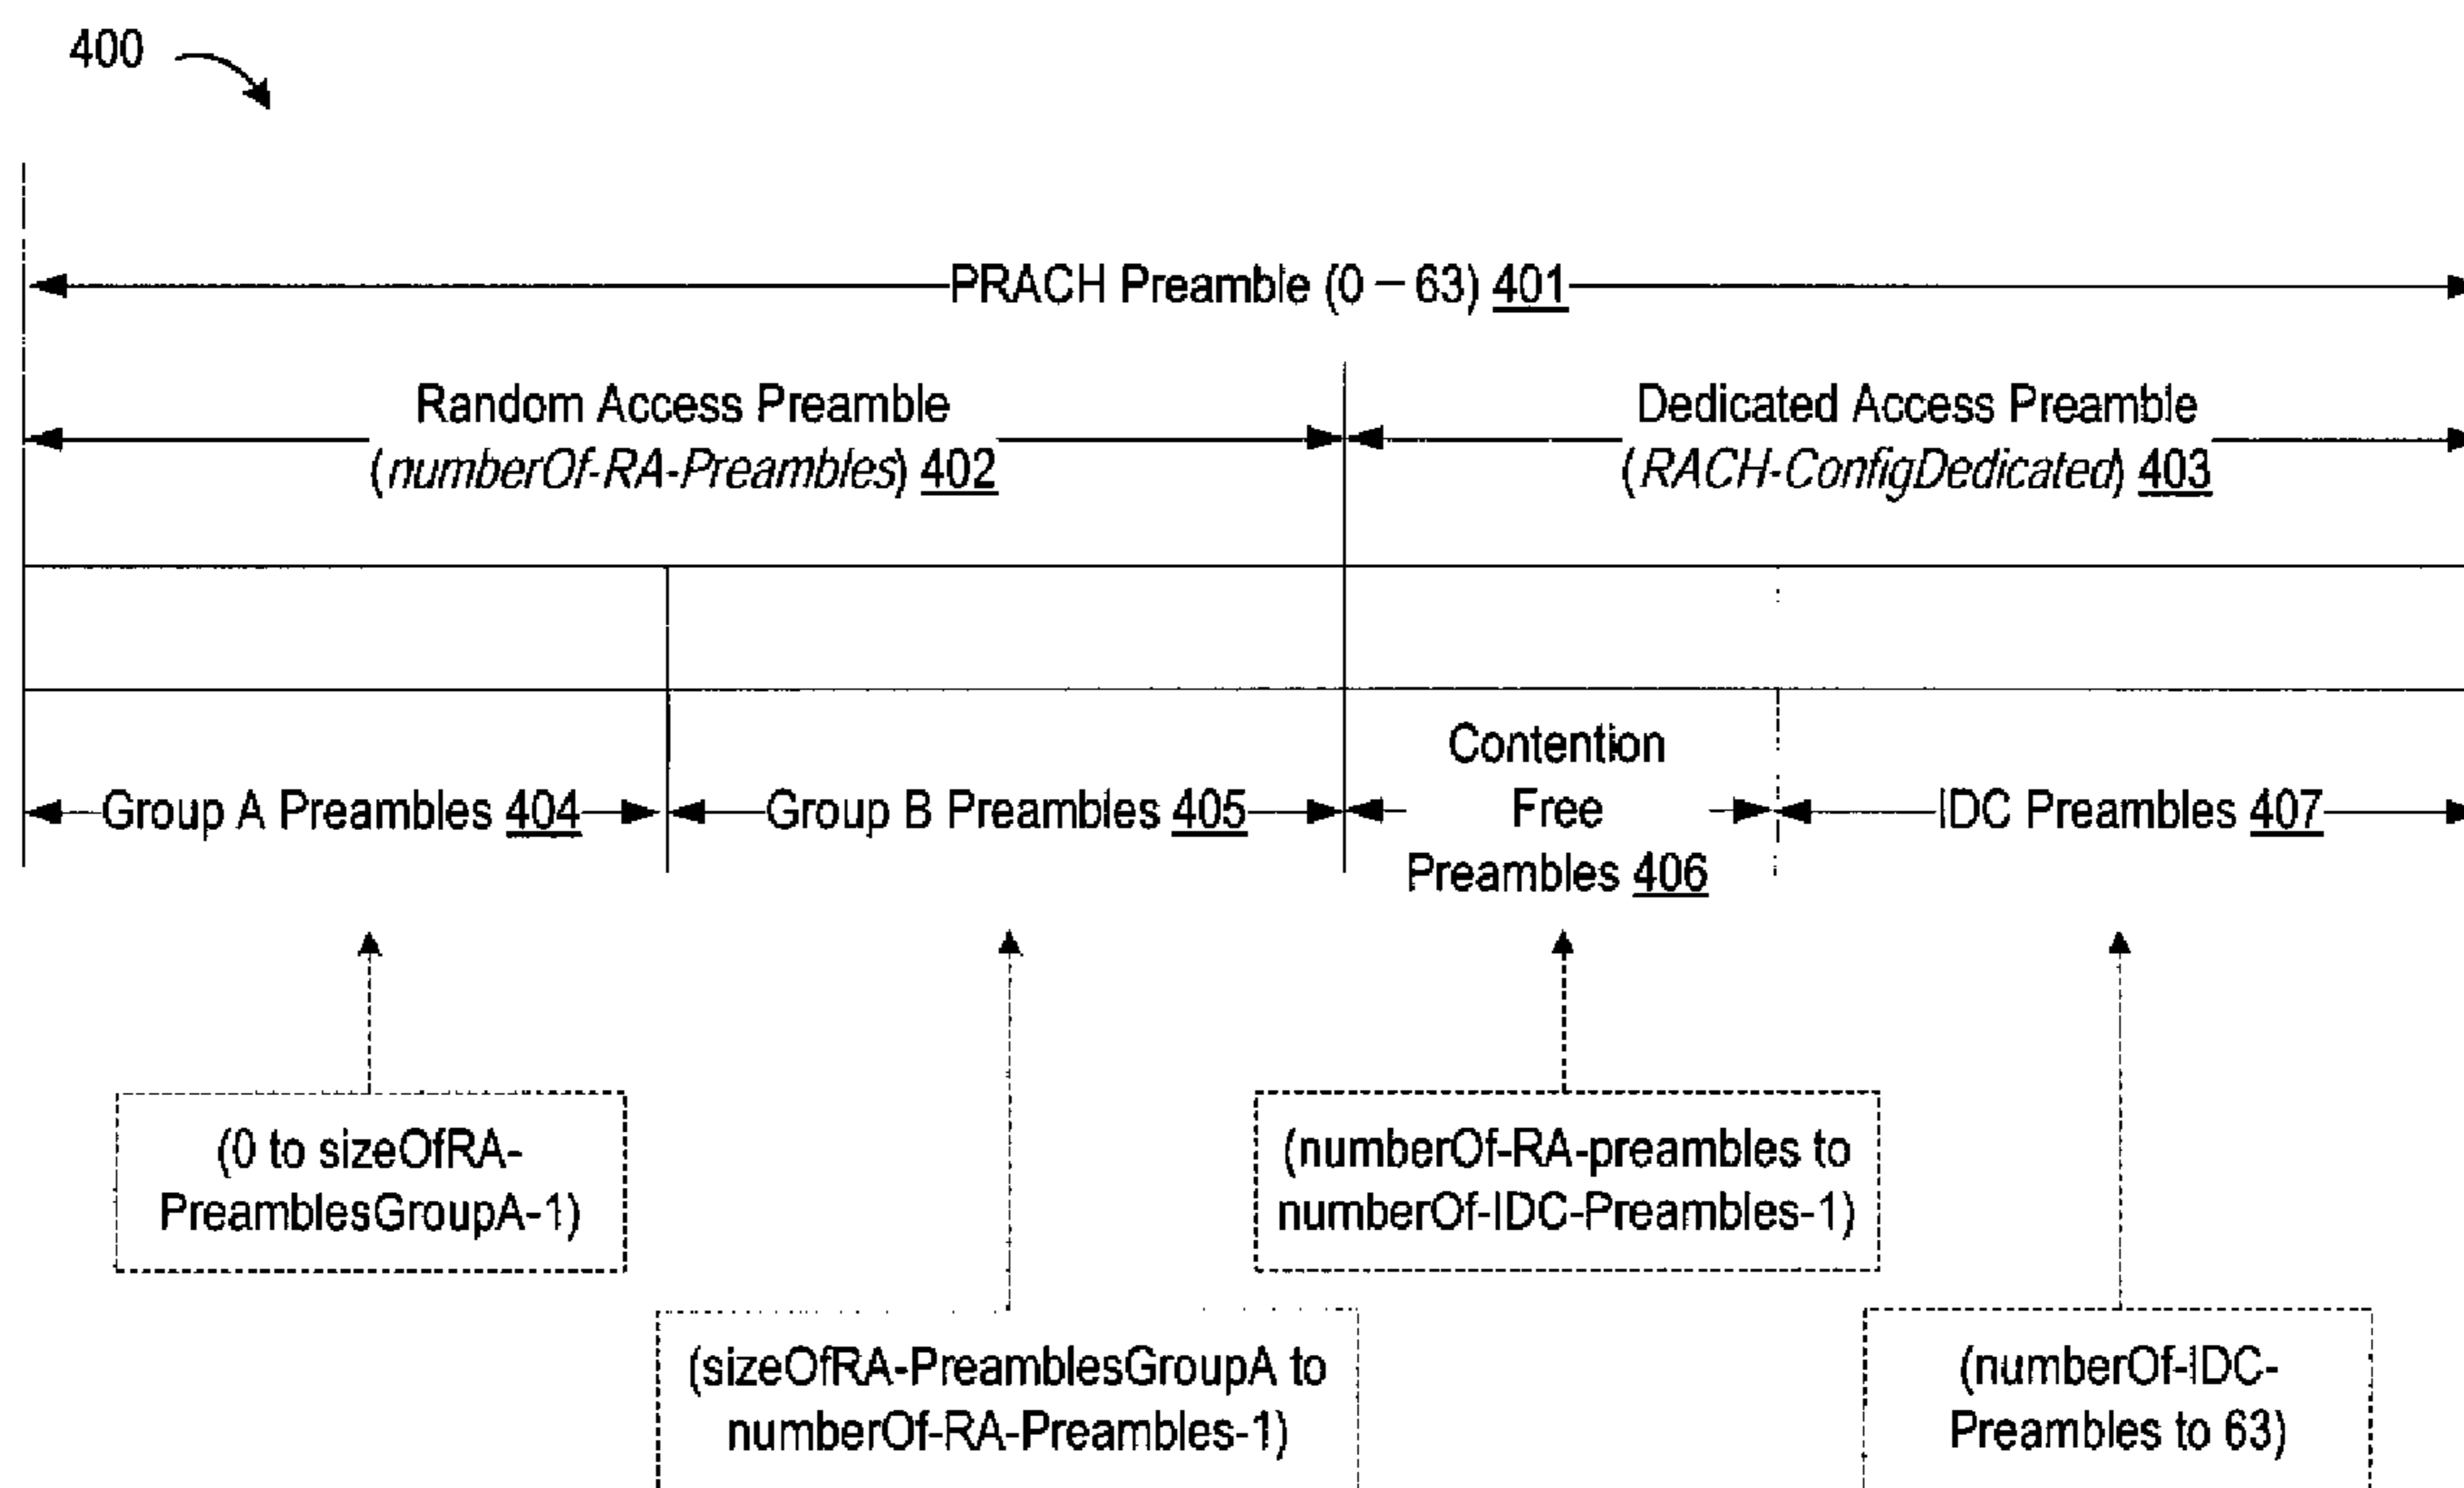 400
PRACH Preamble (0 – 63) 401
Random Access Preamble
(numberOf-RA-Preambles) 402
Dedicated Access Preamble
(RACH-ConfigDedicated) 403
Group A Preambles 404
Group B Preambles 405
Contention
Free
Preambles 406
IDC Preambles 407
(0 to sizeOfRA-
PreamblesGroupA-1)
(sizeOfRA-PreamblesGroupA to
numberOf-RA-Preambles-1)
(numberOf-RA-preambles to
numberOf-IDC-Preambles-1)
(numberOf-IDC-
Preambles to 63)